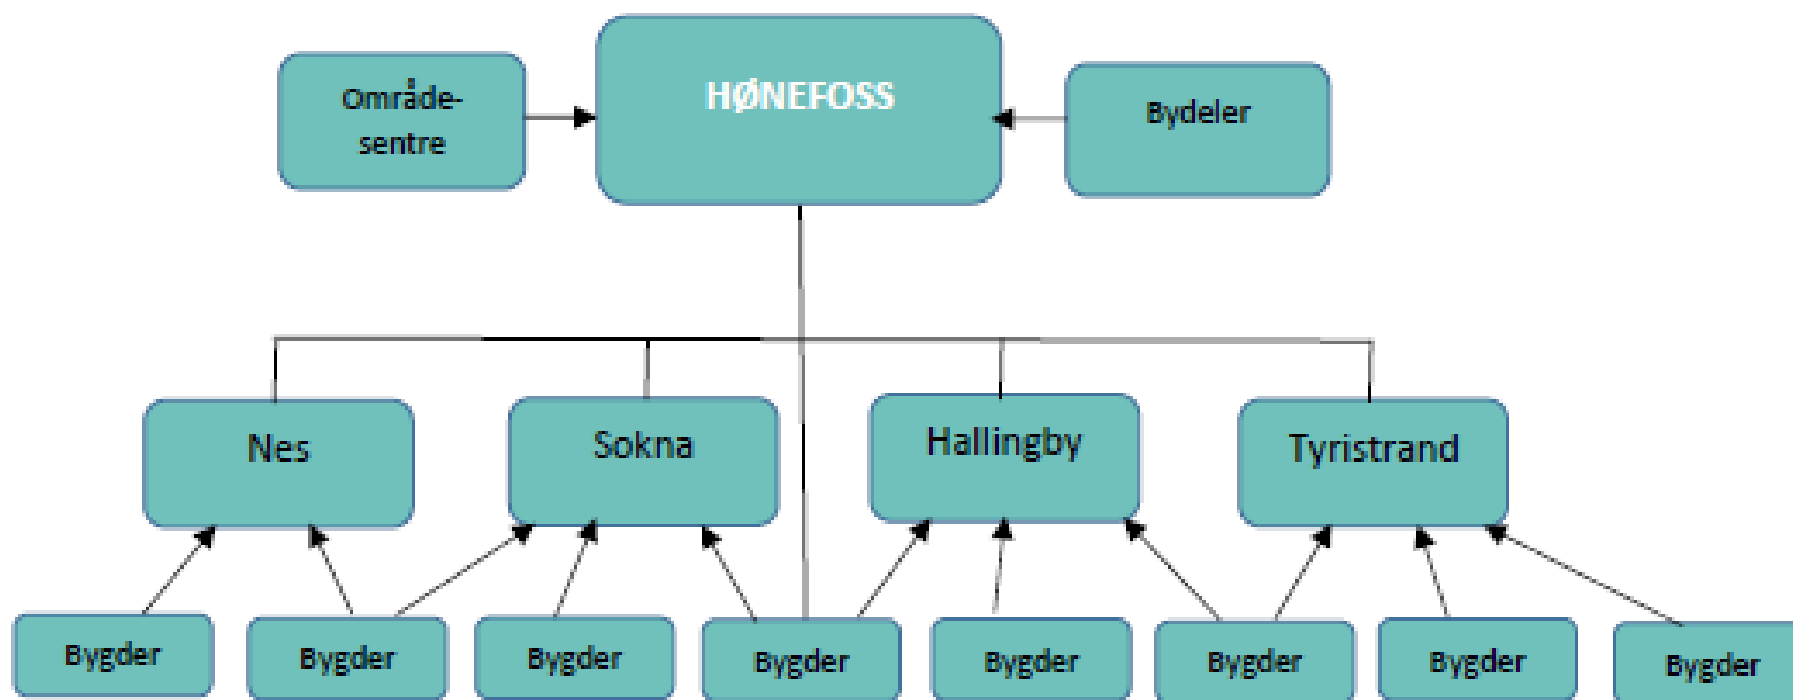 Område-
sentre
HØNEFOSS
Bydeler
Nes
Sokna
Hallingby
Tyristrand
Bygder
Bygder
Bygder
Bygder
Bygder
Bygder
Bygder
Bygder